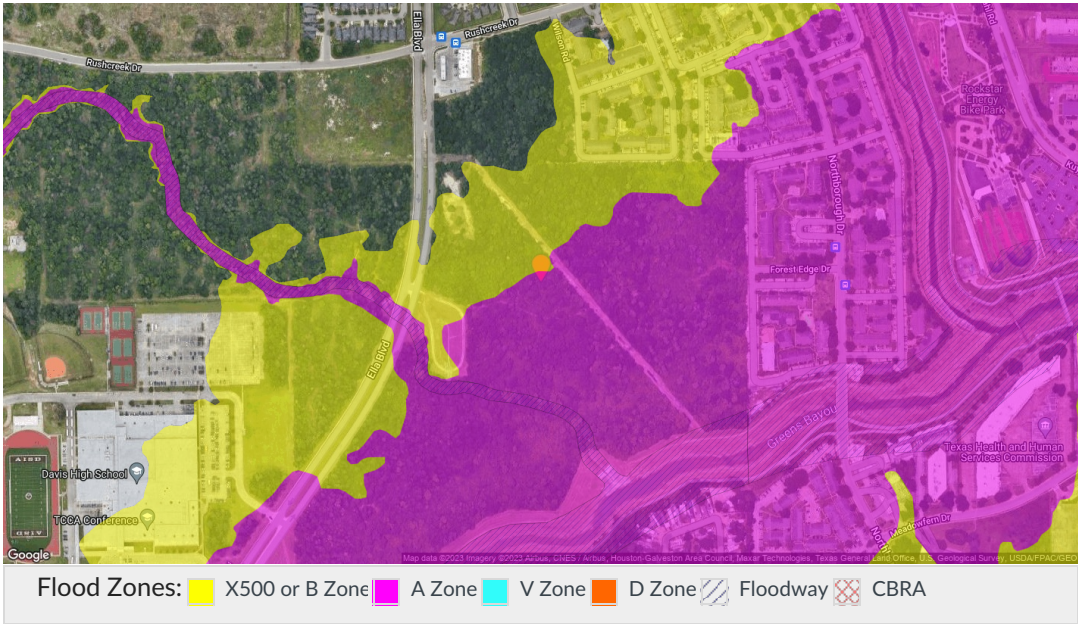 Rushcreek Dr
Ella Blvd
Rushcreek Dr
Wilson Rd
Rockstar
Energy
Bike Park
Northborough Dr
Forest Edge Dr
Ella Blvd
Greens Bayou
Texas Health and Human
Services Commission
AISD
Davis High School
TCCA Conference
AISD
Meadowfern Dr
Google
Map data ©2023 Imagery ©2023 Airbus, CNES / Airbus, Houston-Galveston Area Council, Maxar Technologies, Texas General Land Office, U.S. Geological Survey, USDA/FPAC/GEO
Flood Zones: X500 or B Zone A Zone V Zone D Zone Floodway CBRA